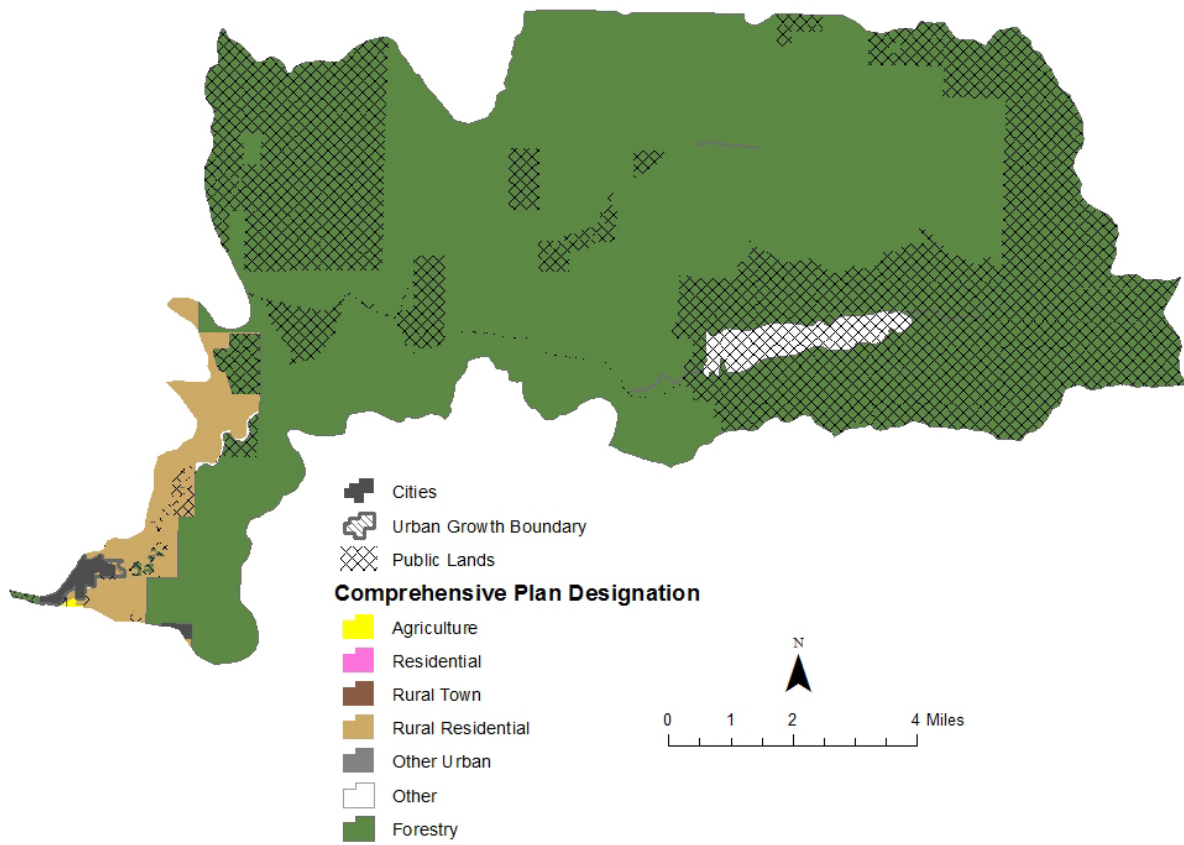 Cities
Urban Growth Boundary
Public Lands
Comprehensive Plan Designation
Agriculture
Residential
Rural Town
Rural Residential
Other Urban
Other
Forestry
N
0 1 2 4 Miles